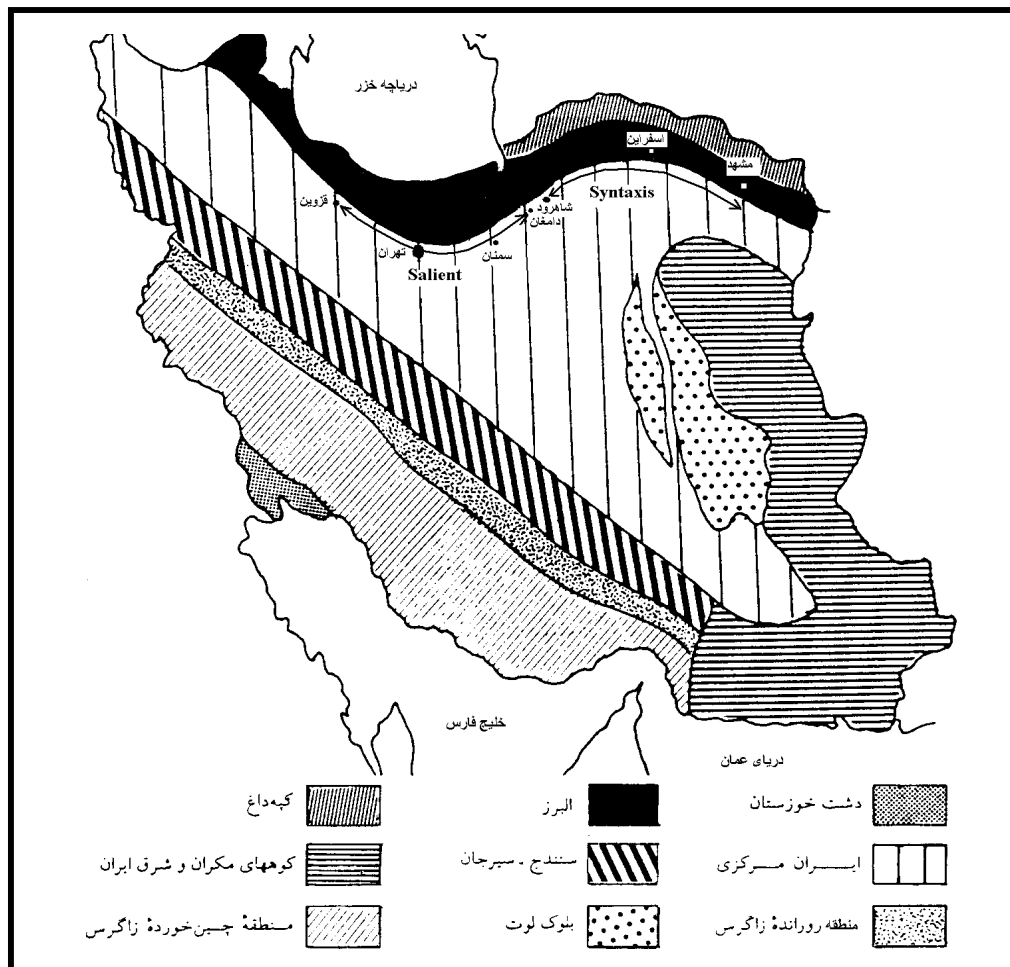 دریاچه خزر
اسفراین
مشهد
Syntaxis
شاهرود
دامغان
قزوین
تهران
سمنان
Salient
خلیج فارس
دریای عمان
دشت خوزستان
البرز
کپه‌داغ
ایران مرکزی
سنندج - سیرجان
کوههای مکران و شرق ایران
منطقه روراندهٔ زاگرس
بلوک لوت
منطقهٔ چین‌خوردهٔ زاگرس